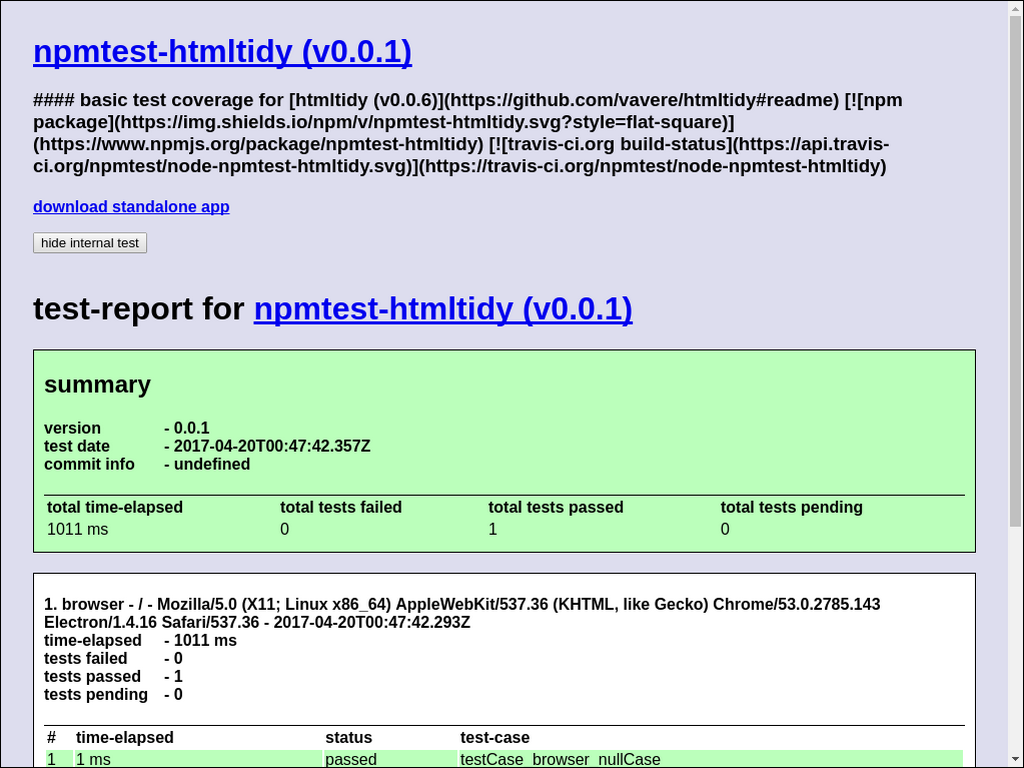 npmtest-htmltidy (v0.0.1)
#### basic test coverage for [htmltidy (v0.0.6)](https://github.com/vavere/htmltidy#readme) [![npm
package](https://img.shields.io/npm/v/npmtest-htmltidy.svg?style=flat-square)]
(https://www.npmjs.org/package/npmtest-htmltidy) [![travis-ci.org build-status](https://api.travis-
ci.org/npmtest/node-npmtest-htmltidy.svg)](https://travis-ci.org/npmtest/node-npmtest-htmltidy)
download standalone app
hide internal test
test-report for npmtest-htmltidy (v0.0.1)
summary
version - 0.0.1
test date - 2017-04-20T00:47:42.357Z
commit info - undefined
total time-elapsed total tests failed total tests passed total tests pending
1011 ms 0 1 0
1. browser - / - Mozilla/5.0 (X11; Linux x86_64) AppleWebKit/537.36 (KHTML, like Gecko) Chrome/53.0.2785.143
Electron/1.4.16 Safari/537.36 - 2017-04-20T00:47:42.293Z
time-elapsed - 1011 ms
tests failed - 0
tests passed - 1
tests pending - 0
# time-elapsed status test-case
1 1 ms passed testCase_browser_nullCase